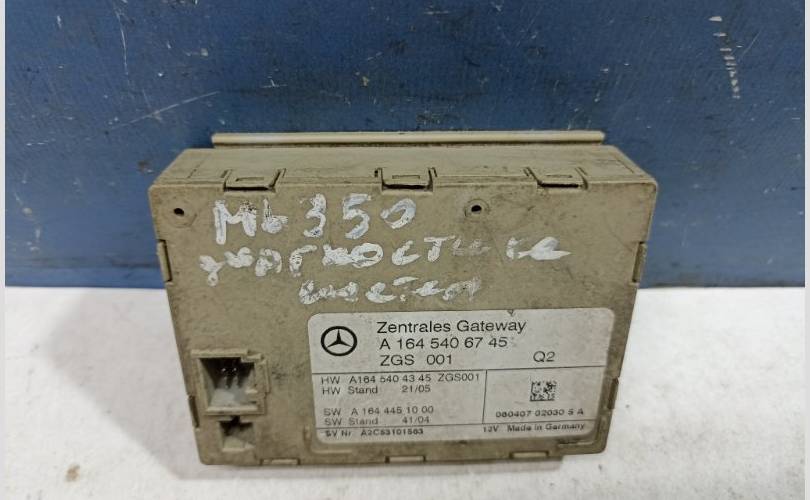 ML 350
диагностике
Zentrales Gateway
A 164 540 67 45
ZGS 001 Q2
HW A164 540 43 45 ZGS001
HW Stand 21/05
SW A 164 445 10 00
SW Stand 41/04
060407 02030 5 A
SV Nr. A2C53101563
12V Made in Germany